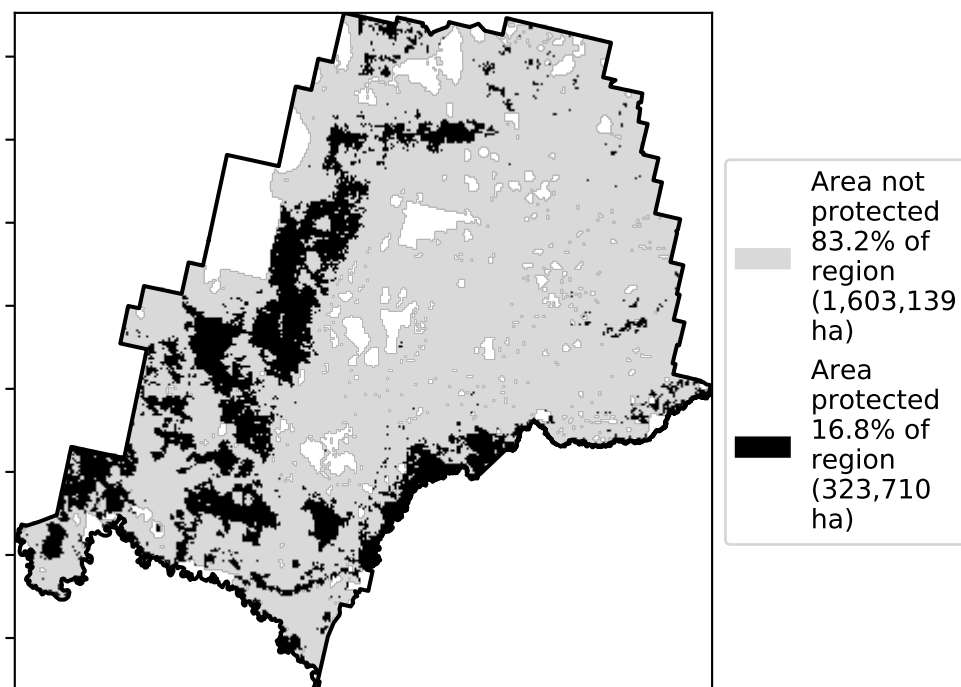 Area not
protected
83.2% of
region
(1,603,139
ha)
Area
protected
16.8% of
region
(323,710
ha)